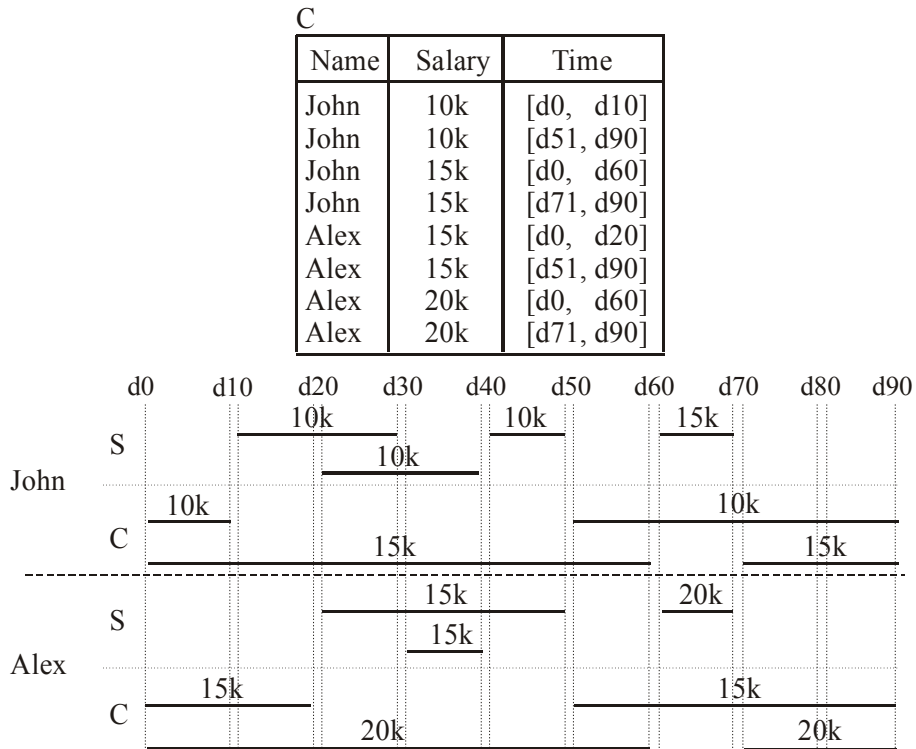 C
Name Salary Time
John 10k [d0, d10]
John 10k [d51, d90]
John 15k [d0, d60]
John 15k [d71, d90]
Alex 15k [d0, d20]
Alex 15k [d51, d90]
Alex 20k [d0, d60]
Alex 20k [d71, d90]
d0 d10 d20 d30 d40 d50 d60 d70 d80 d90
10k 10k 15k
S
10k
John
10k 10k
C
15k 15k
15k 20k
S
15k
Alex
15k 15k
C
20k 20k